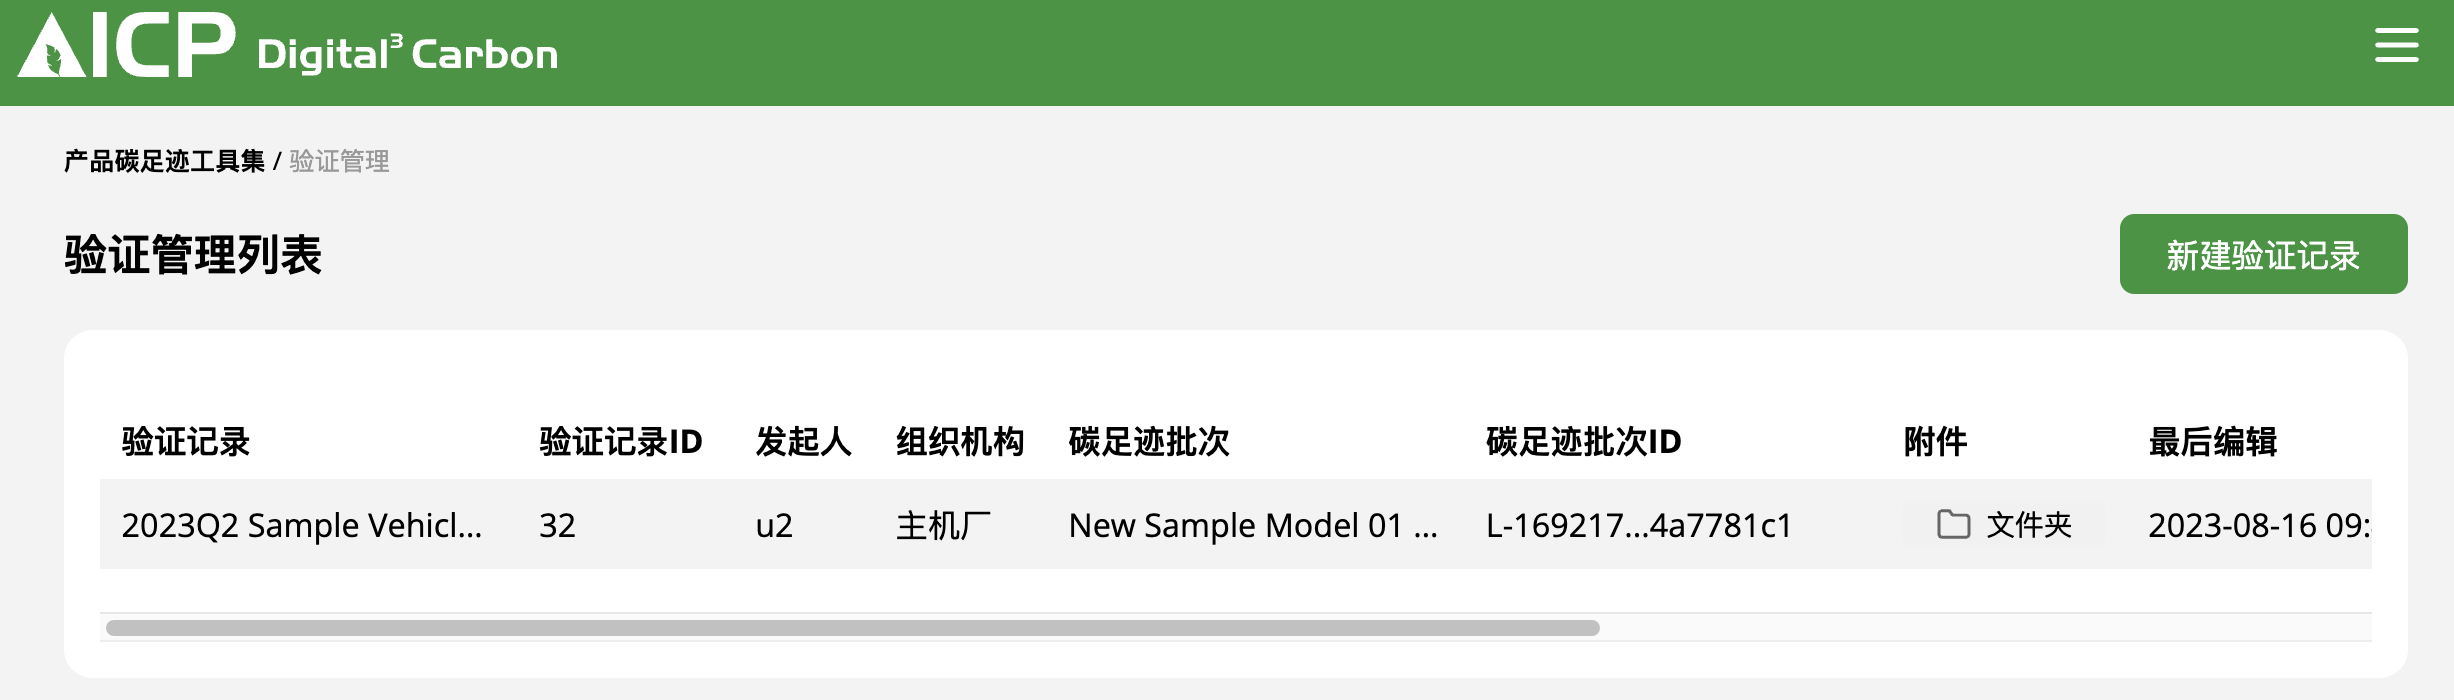 AICP Digital³ Carbon
产品碳足迹工具集 / 验证管理
验证管理列表
新建验证记录
验证记录 验证记录ID 发起人 组织机构 碳足迹批次 碳足迹批次ID 附件 最后编辑
2023Q2 Sample Vehicl... 32 u2 主机厂 New Sample Model 01 ... L-169217...4a7781c1 文件夹 2023-08-16 09: